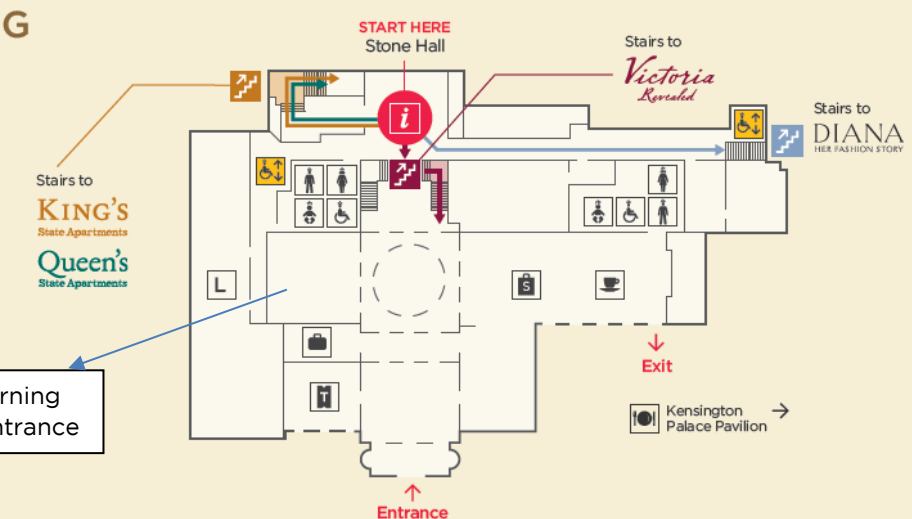 G
START HERE
Stone Hall
Stairs to
Victoria
Revealed
Stairs to
DIANA
HER FASHION STORY
i
Stairs to
KING'S
State Apartments
Queen's
State Apartments
L
S
T
Exit
Kensington
Palace Pavilion
Entrance
rning
ntrance